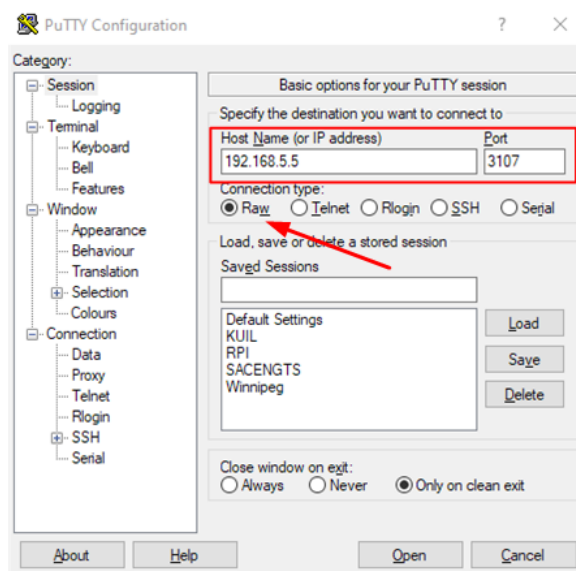 PuTTY Configuration
?
Category:
Session
Logging
Terminal
Keyboard
Bell
Features
Window
Appearance
Behaviour
Translation
Selection
Colours
Connection
Data
Proxy
Telnet
Rlogin
SSH
Serial
Basic options for your PuTTY session
Specify the destination you want to connect to
Host Name (or IP address) Port
192.168.5.5 3107
Connection type:
Raw Telnet Rlogin SSH Serial
Load, save or delete a stored session
Saved Sessions
Default Settings
KUIL
RPI
SACENGTS
Winnipeg
Load
Save
Delete
Close window on exit:
Always Never Only on clean exit
About Help Open Cancel